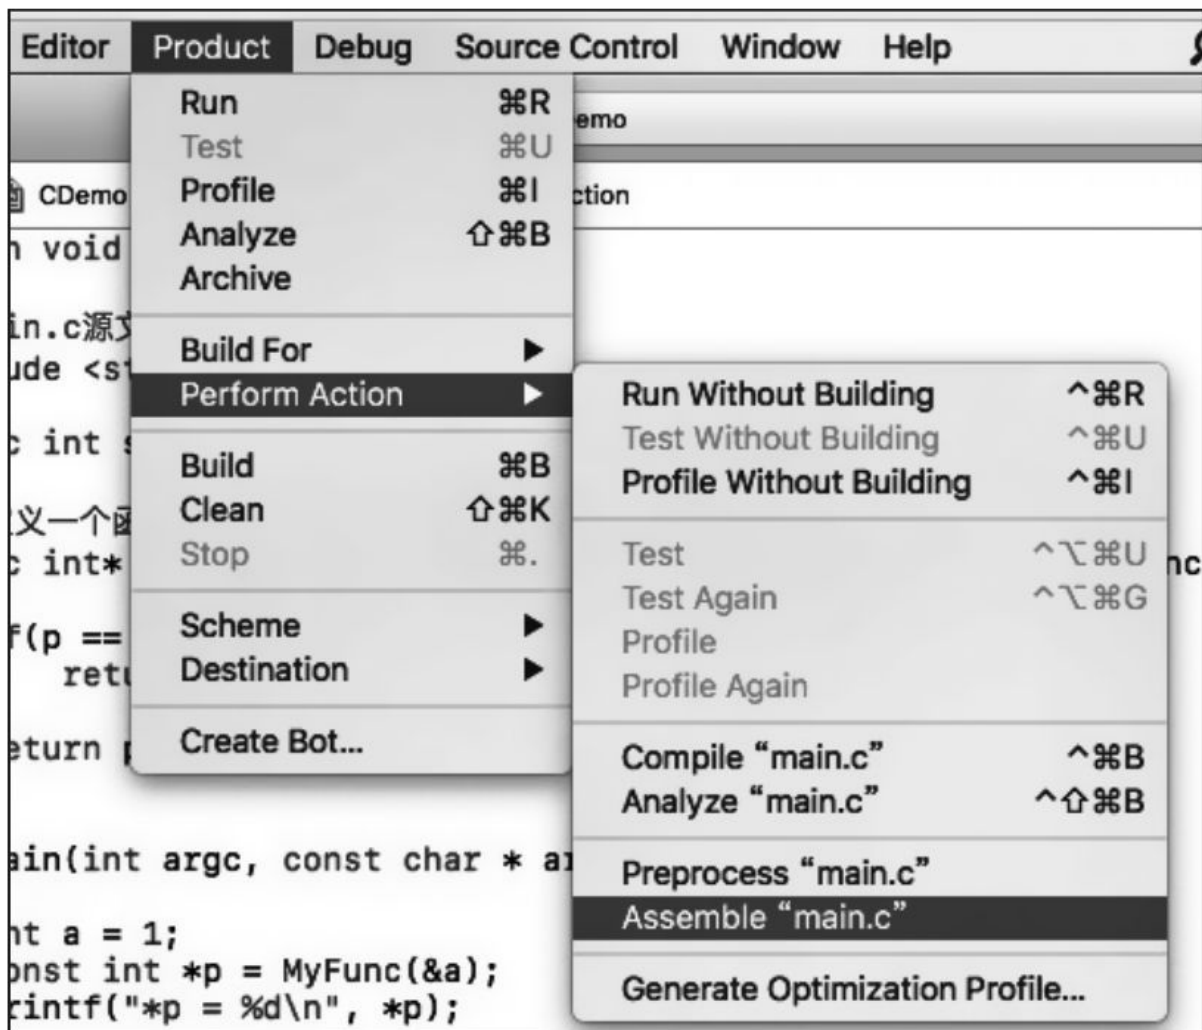 Editor Product Debug Source Control Window Help
Run ⌘R
emo
Test ⌘U
Profile ⌘I
CDemo
ction
Analyze ⇧⌘B
n void
Archive
in.c源文
Build For ▶
ude <st
Perform Action ▶
Run Without Building ^⌘R
Test Without Building ^⌘U
c int s
Build ⌘B
Profile Without Building ^⌘I
Clean ⇧⌘K
义一个函
Stop ⌘.
Test ^⌥⌘U
c int*
nc
Test Again ^⌥⌘G
Scheme ▶
f(p ==
Profile
Destination ▶
retu
Profile Again
Create Bot...
eturn p
Compile “main.c” ^⌘B
Analyze “main.c” ^⇧⌘B
ain(int argc, const char * ar
Preprocess “main.c”
Assemble “main.c”
nt a = 1;
onst int *p = MyFunc(&a);
Generate Optimization Profile...
rintf("*p = %d\n", *p);